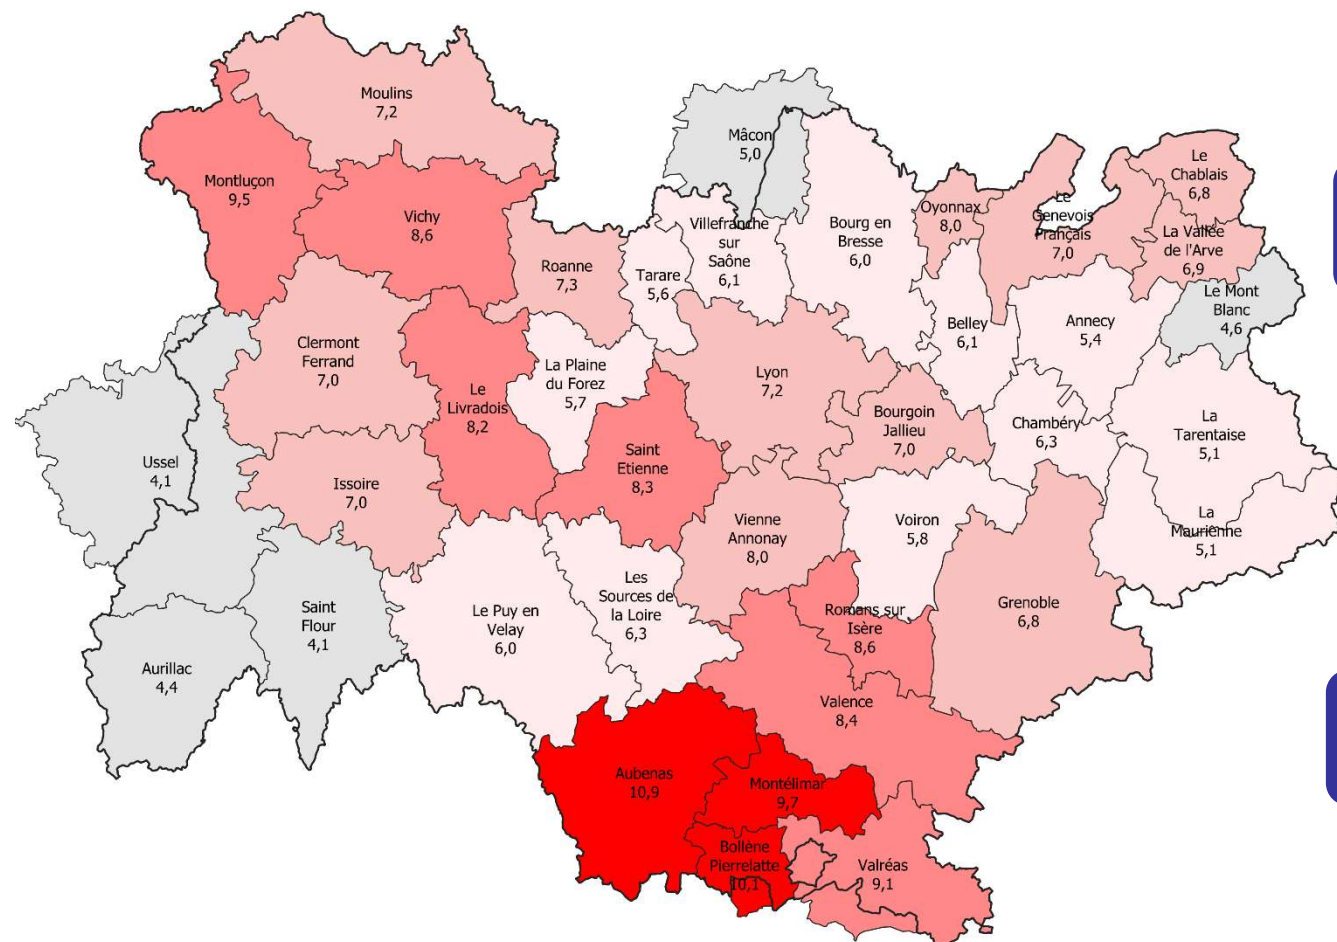 Moulins
7,2
Mâcon
5,0
Montluçon
9,5
Vichy
8,6
Le
Chablais
6,8
Oyonnax
8,0
Le
Genevois
Français
7,0
La Vallée
de l'Arve
6,9
Villefranche
sur
Saône
6,1
Bourg en
Bresse
6,0
Roanne
7,3
Tarare
5,6
Le Mont
Blanc
4,6
Belley
6,1
Annecy
5,4
Clermont
Ferrand
7,0
La Plaine
du Forez
5,7
Le
Livradois
8,2
Lyon
7,2
Bourgoin
Jallieu
7,0
Chambéry
6,3
La
Tarentaise
5,1
Ussel
4,1
Issoire
7,0
Saint
Etienne
8,3
Vienne
Annonay
8,0
Voiron
5,8
La
Maurienne
5,1
Saint
Flour
4,1
Le Puy en
Velay
6,0
Les
Sources de
la Loire
6,3
Romans sur
Isère
8,6
Grenoble
6,8
Aurillac
4,4
Valence
8,4
Aubenas
10,9
Montélimar
9,7
Bollène
Pierrelatte
10,1
Valréas
9,1